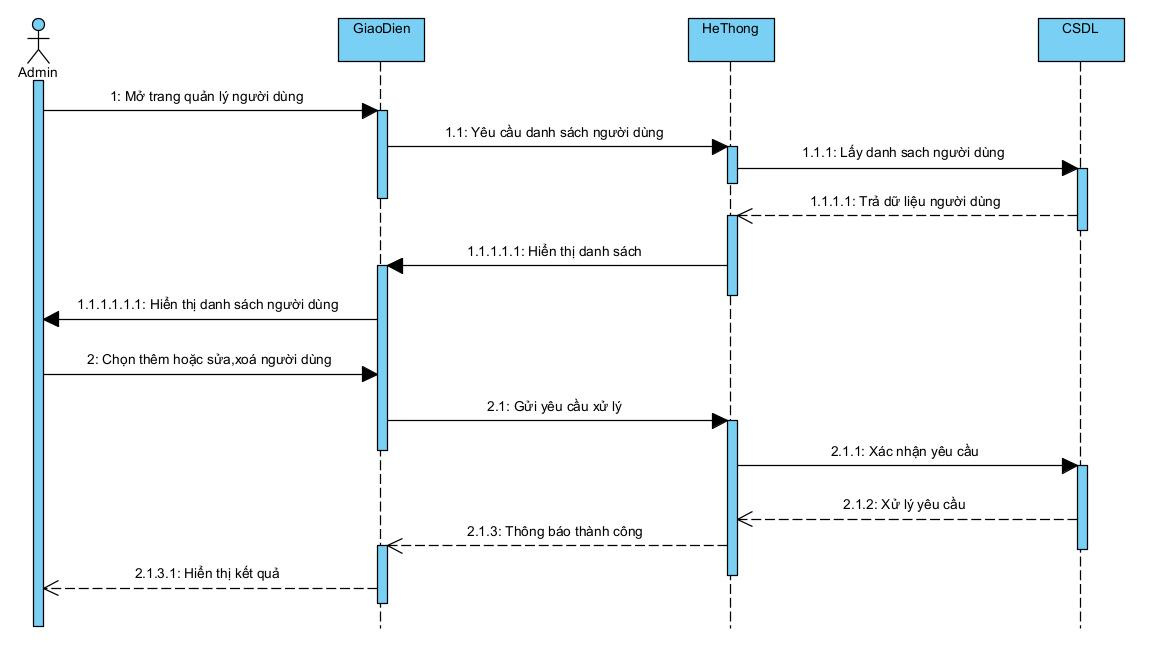 GiaoDien
HeThong
CSDL
Admin
1: Mở trang quản lý người dùng
1.1: Yêu cầu danh sách người dùng
1.1.1: Lấy danh sach người dùng
1.1.1.1: Trả dữ liệu người dùng
1.1.1.1.1: Hiển thị danh sách
1.1.1.1.1.1: Hiển thị danh sách người dùng
2: Chọn thêm hoặc sửa,xoá người dùng
2.1: Gửi yêu cầu xử lý
2.1.1: Xác nhận yêu cầu
2.1.2: Xử lý yêu cầu
2.1.3: Thông báo thành công
2.1.3.1: Hiển thị kết quả